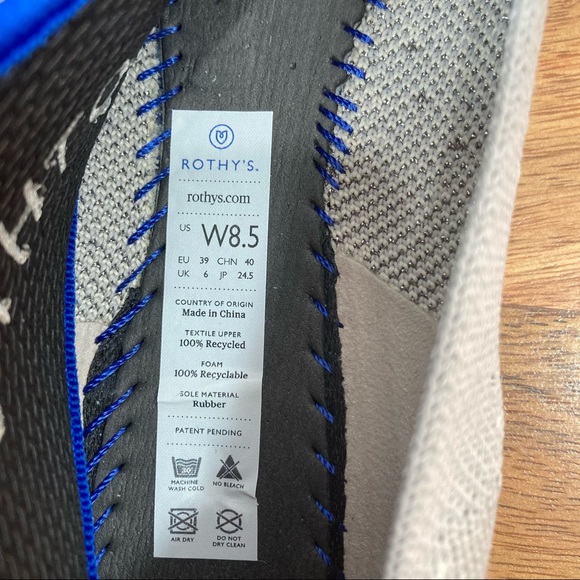 ROTHY'S™
rothys.com
US W8.5
EU 39 CHN 40
UK 6 JP 24.5
COUNTRY OF ORIGIN
Made in China
TEXTILE UPPER
100% Recycled
FOAM
100% Recyclable
SOLE MATERIAL
Rubber
PATENT PENDING
30°
MACHINE WASH COLD
NO BLEACH
AIR DRY
DO NOT DRY CLEAN